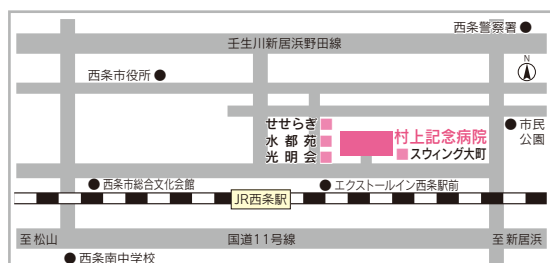 西条警察署
壬生川新居浜野田線
N
西条市役所
せせらぎ
水都苑
光明会
村上記念病院
スウィング大町
市民
公園
西条市総合文化会館
エクストールイン西条駅前
JR西条駅
至松山
国道11号線
至新居浜
西条南中学校